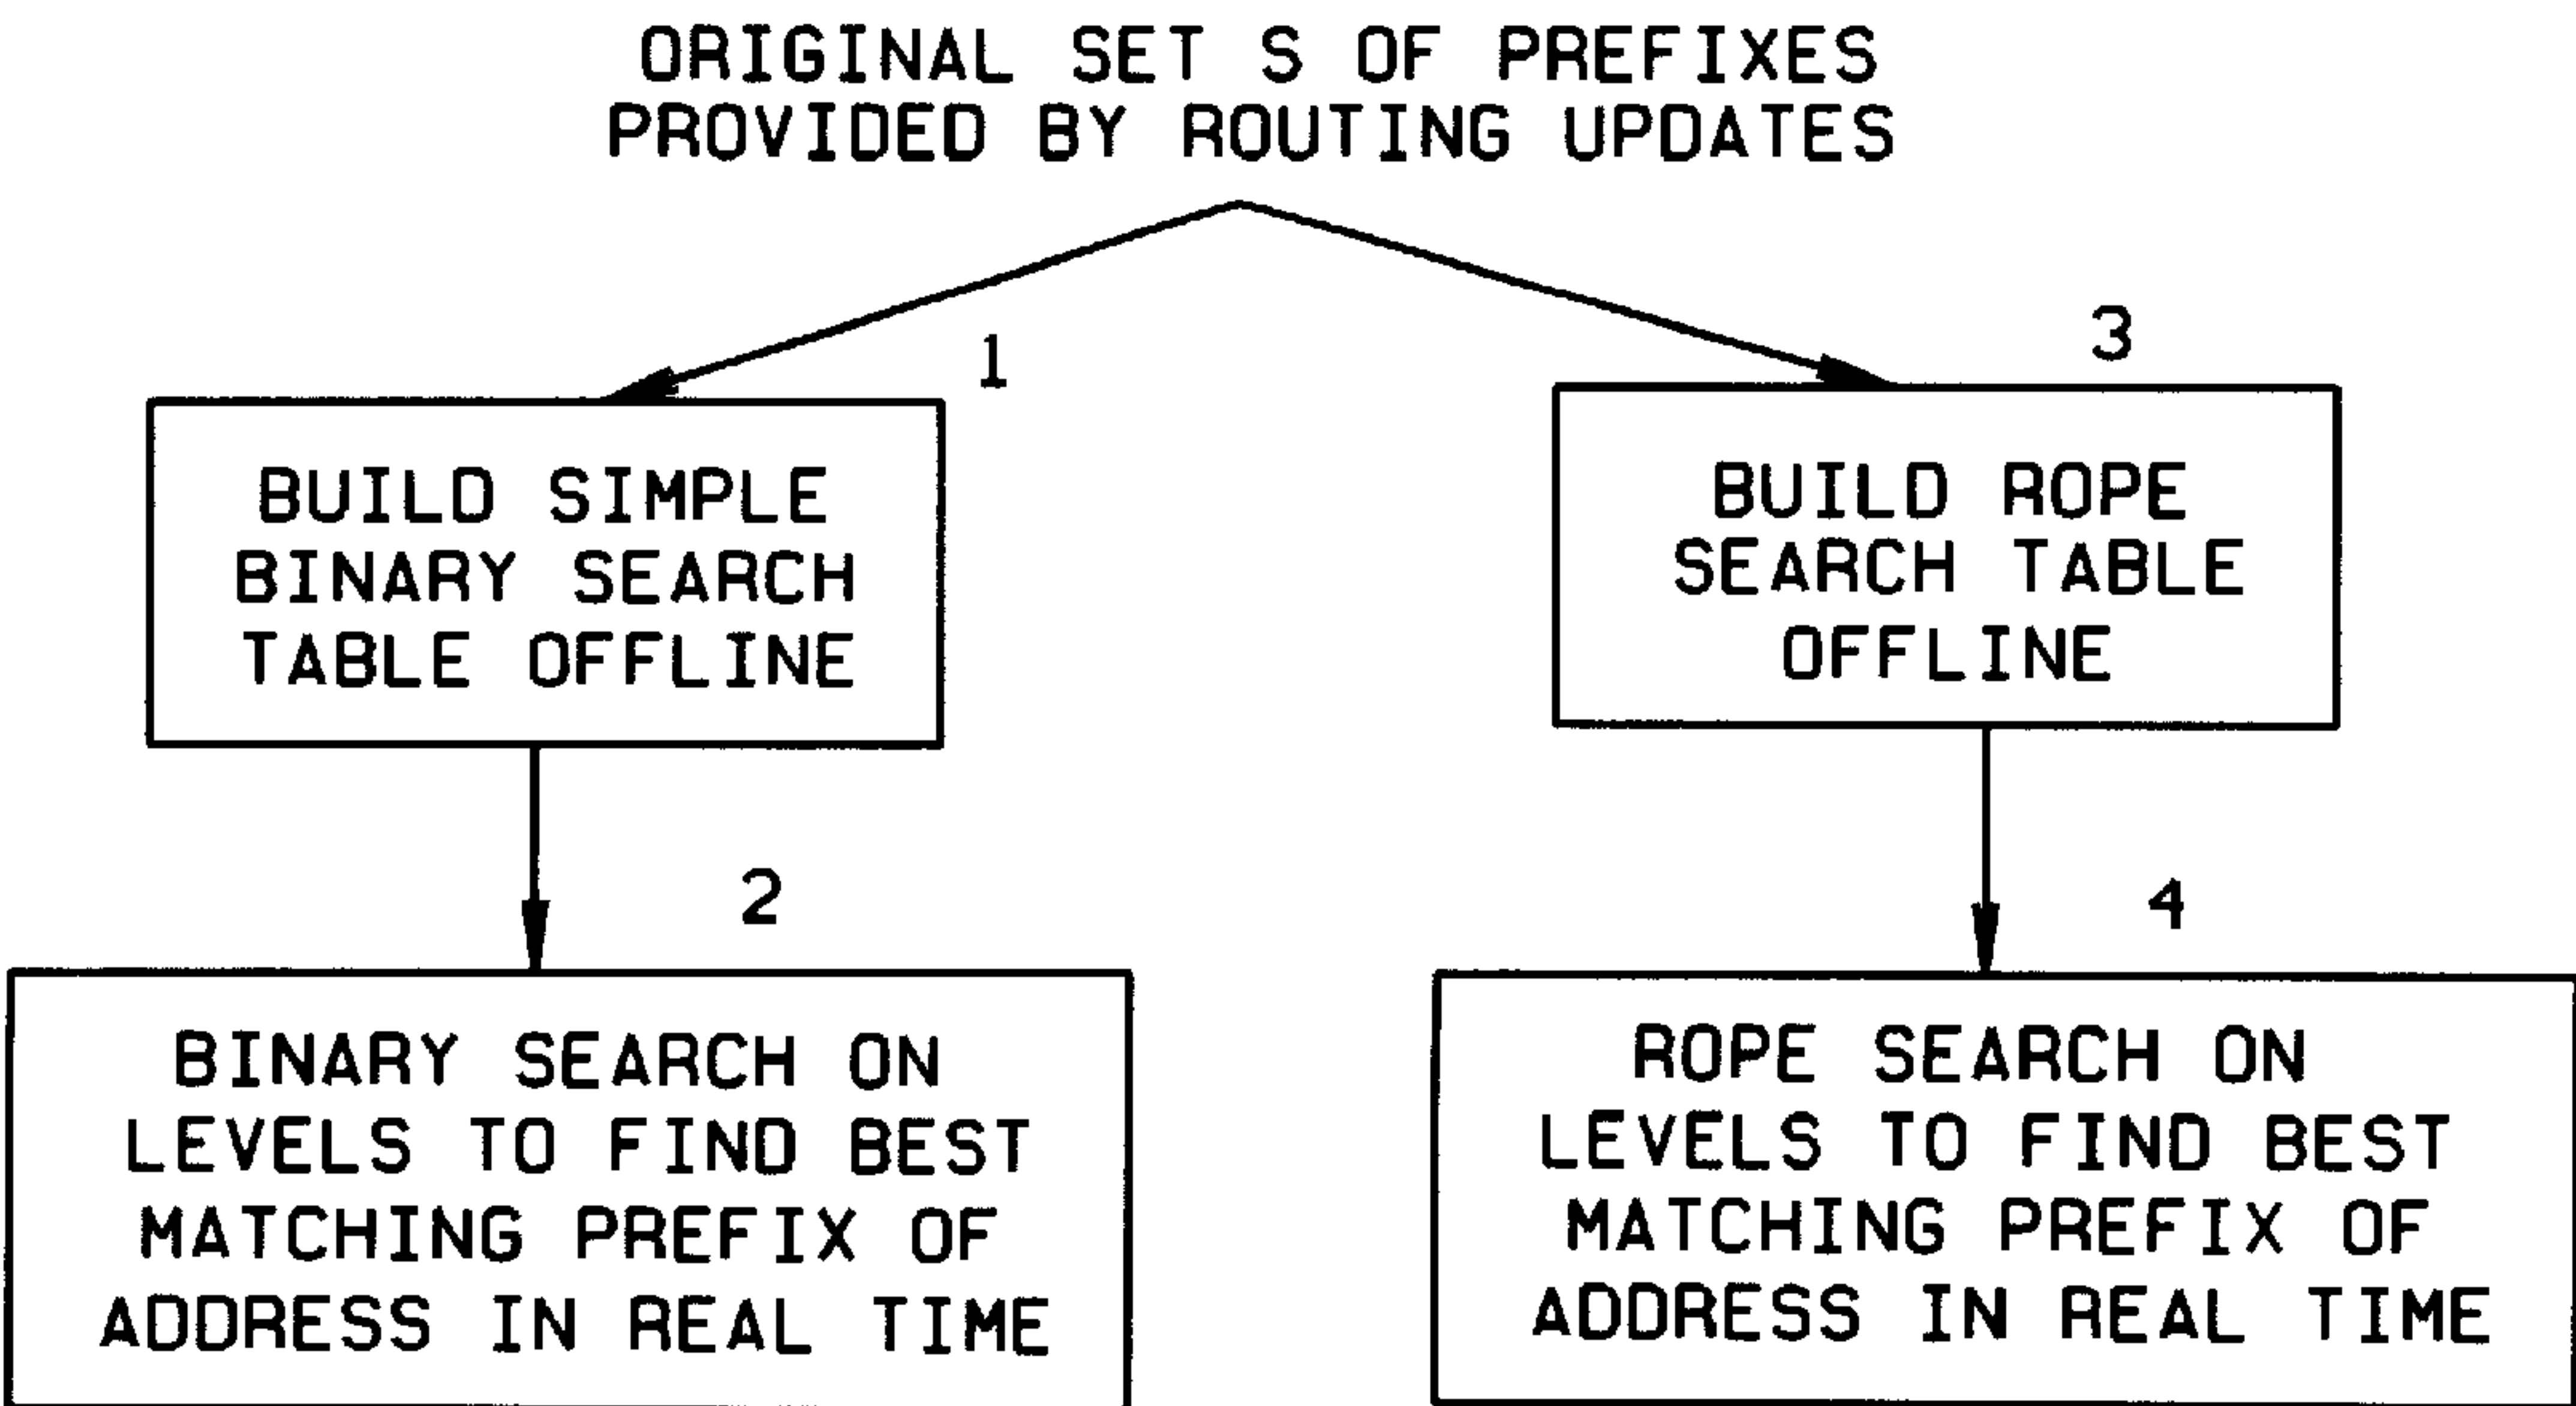 ORIGINAL SET S OF PREFIXES
PROVIDED BY ROUTING UPDATES
1
BUILD SIMPLE
BINARY SEARCH
TABLE OFFLINE
2
BINARY SEARCH ON
LEVELS TO FIND BEST
MATCHING PREFIX OF
ADDRESS IN REAL TIME
3
BUILD ROPE
SEARCH TABLE
OFFLINE
4
ROPE SEARCH ON
LEVELS TO FIND BEST
MATCHING PREFIX OF
ADDRESS IN REAL TIME